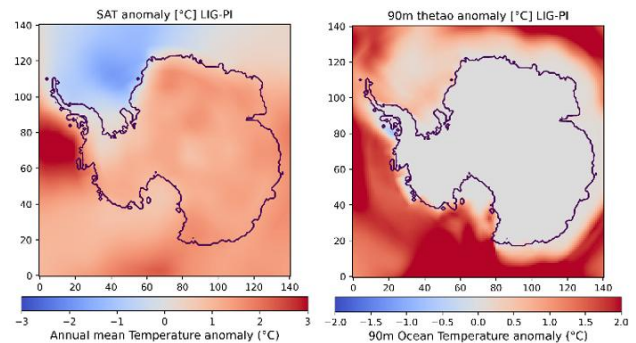 SAT anomaly [°C] LIG-PI
90m thetao anomaly [°C] LIG-PI
140
120
100
80
60
40
20
0
0 20 40 60 80 100 120 140
140
120
100
80
60
40
20
0
0 20 40 60 80 100 120 140
−3 −2 −1 0 1 2 3
Annual mean Temperature anomaly (°C)
−2.0 −1.5 −1.0 −0.5 0.0 0.5 1.0 1.5 2.0
90m Ocean Temperature anomaly (°C)